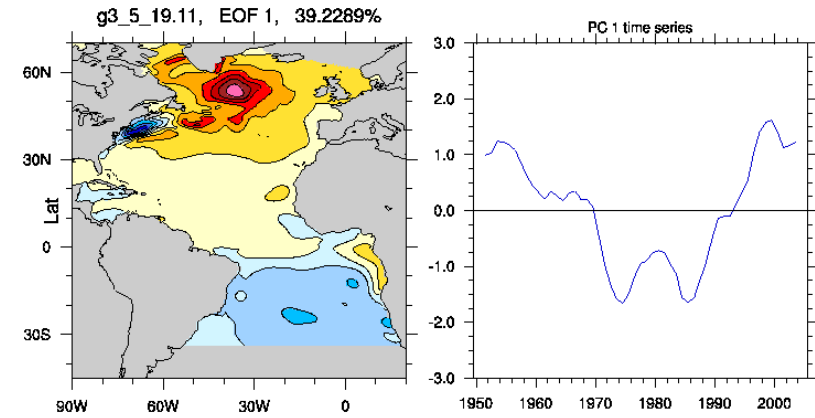 g3_5_19.11, EOF 1, 39.2289%
60N
30N
0
30S
Lat
90W 60W 30W 0
PC 1 time series
3.0
2.0
1.0
0.0
-1.0
-2.0
-3.0
1950 1960 1970 1980 1990 2000